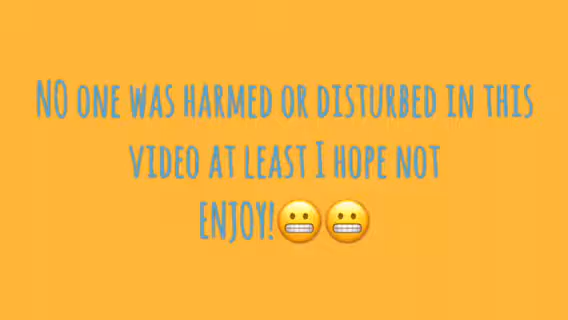 NO ONE WAS HARMED OR DISTURBED IN THIS
VIDEO AT LEAST I HOPE NOT
ENJOY!😬😬